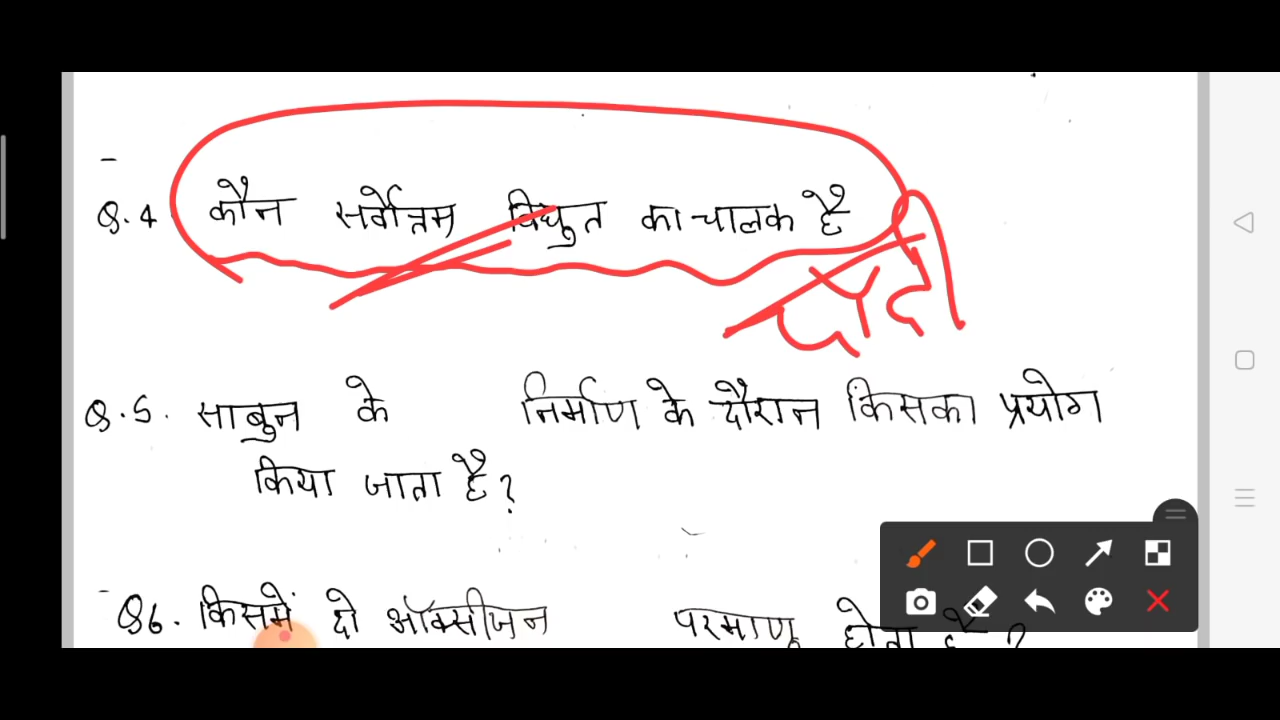 Q.4 कौन सर्वोत्तम विधुत का चालक है
चाँदी
Q.5. साबुन के निर्माण के दौरान किसका प्रयोग
किया जाता है?
Q6. किसमें दो ऑक्सीजन परमाणु होता है?